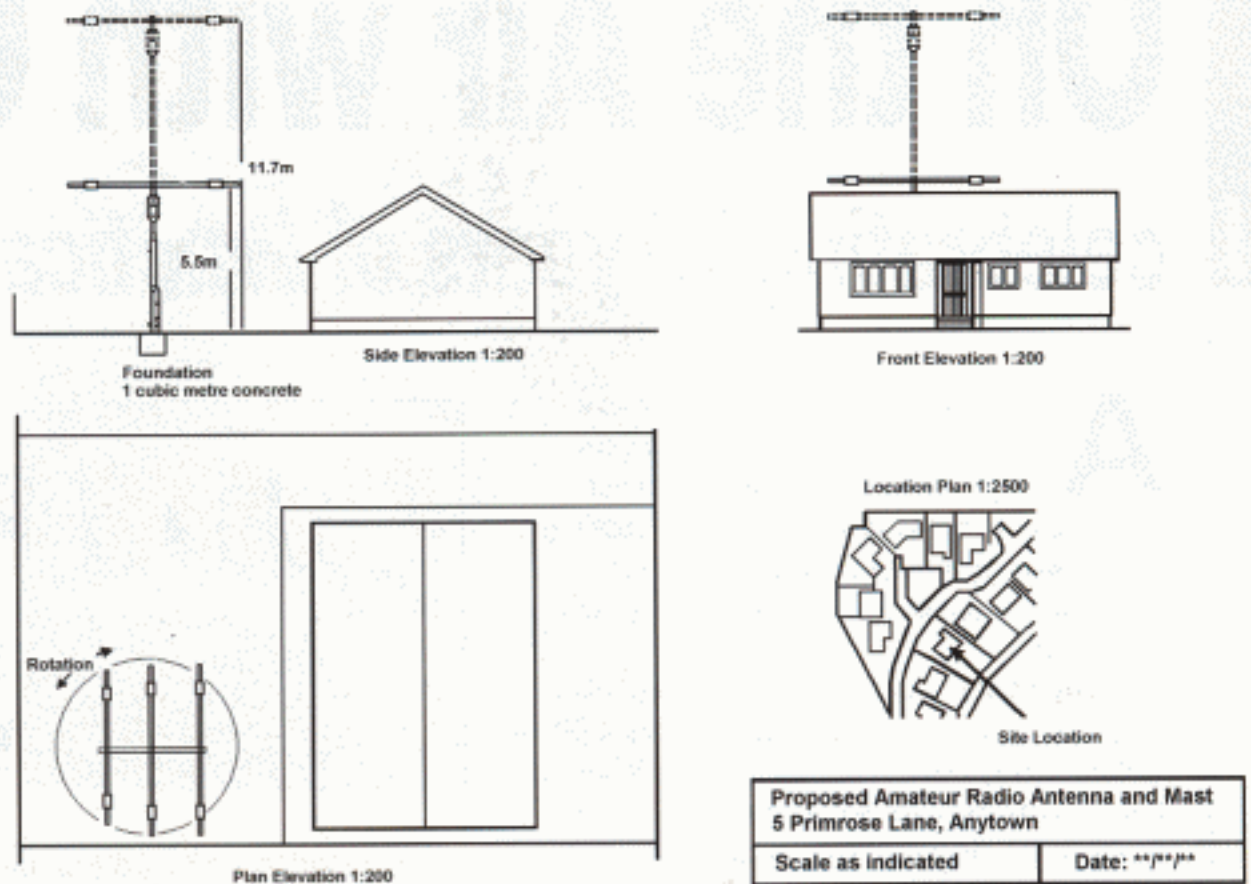 11.7m
5.5m
Side Elevation 1:200
Foundation
1 cubic metre concrete
Front Elevation 1:200
Location Plan 1:2500
Rotation
Site Location
Plan Elevation 1:200
Proposed Amateur Radio Antenna and Mast
5 Primrose Lane, Anytown
Scale as indicated
Date: **/**/**